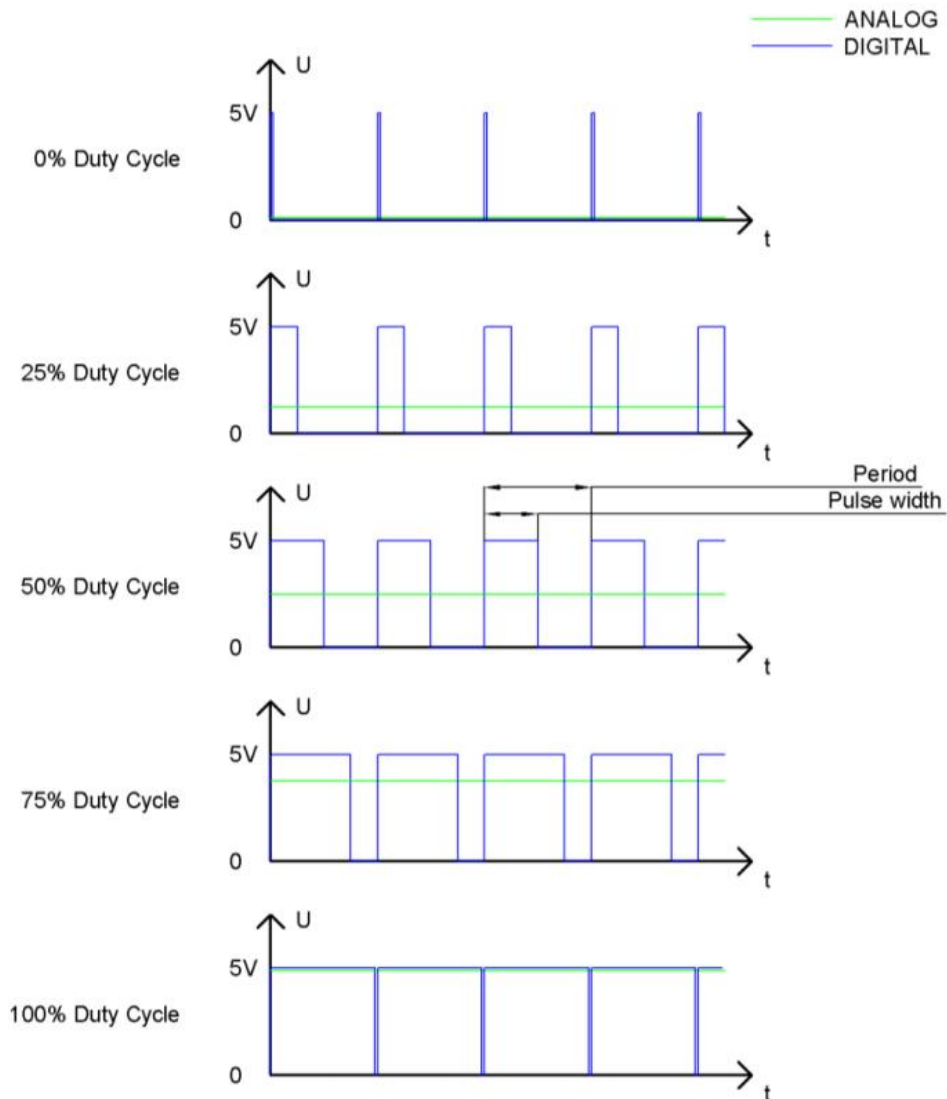 ANALOG
DIGITAL
U
5V
0% Duty Cycle
0
t
U
5V
25% Duty Cycle
0
t
Period
Pulse width
U
5V
50% Duty Cycle
0
t
U
5V
75% Duty Cycle
0
t
U
5V
100% Duty Cycle
0
t